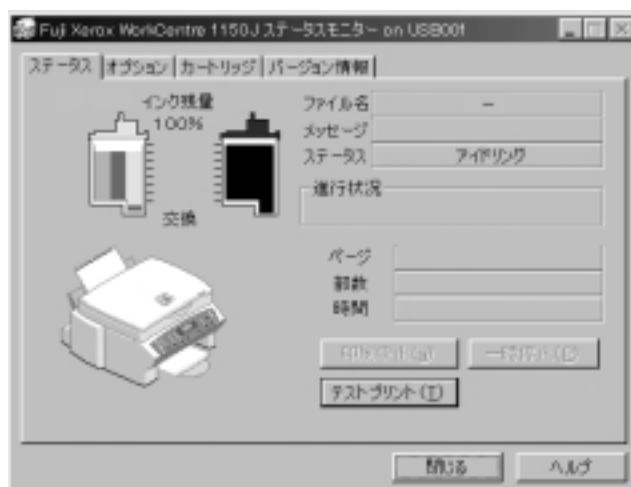 Fuji Xerox WorkCentre 1150J ステータスモニター on USB001
ステータス オプション カートリッジ バージョン情報
インク残量
100%
交換
ファイル名 -
メッセージ
ステータス アイドリング
進行状況
ページ
部数
時間
テストプリント(T)
閉じる ヘルプ